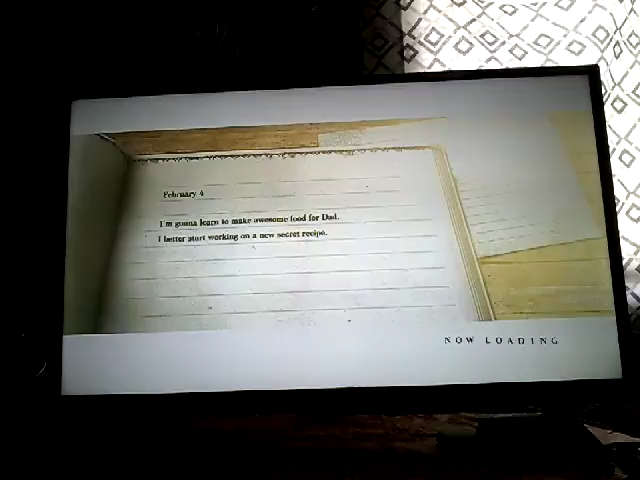 February 4
I'm gonna learn to make awesome food for Dad.
I better start working on a new secret recipe.
NOW LOADING